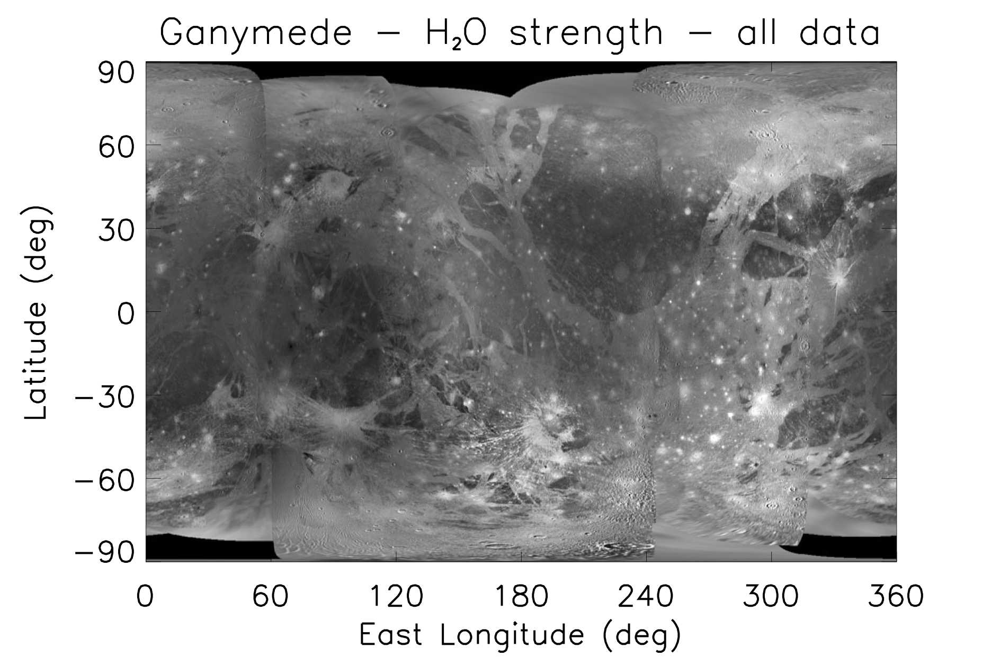 Ganymede – H₂O strength – all data
90
60
30
0
−30
−60
−90
Latitude (deg)
0 60 120 180 240 300 360
East Longitude (deg)